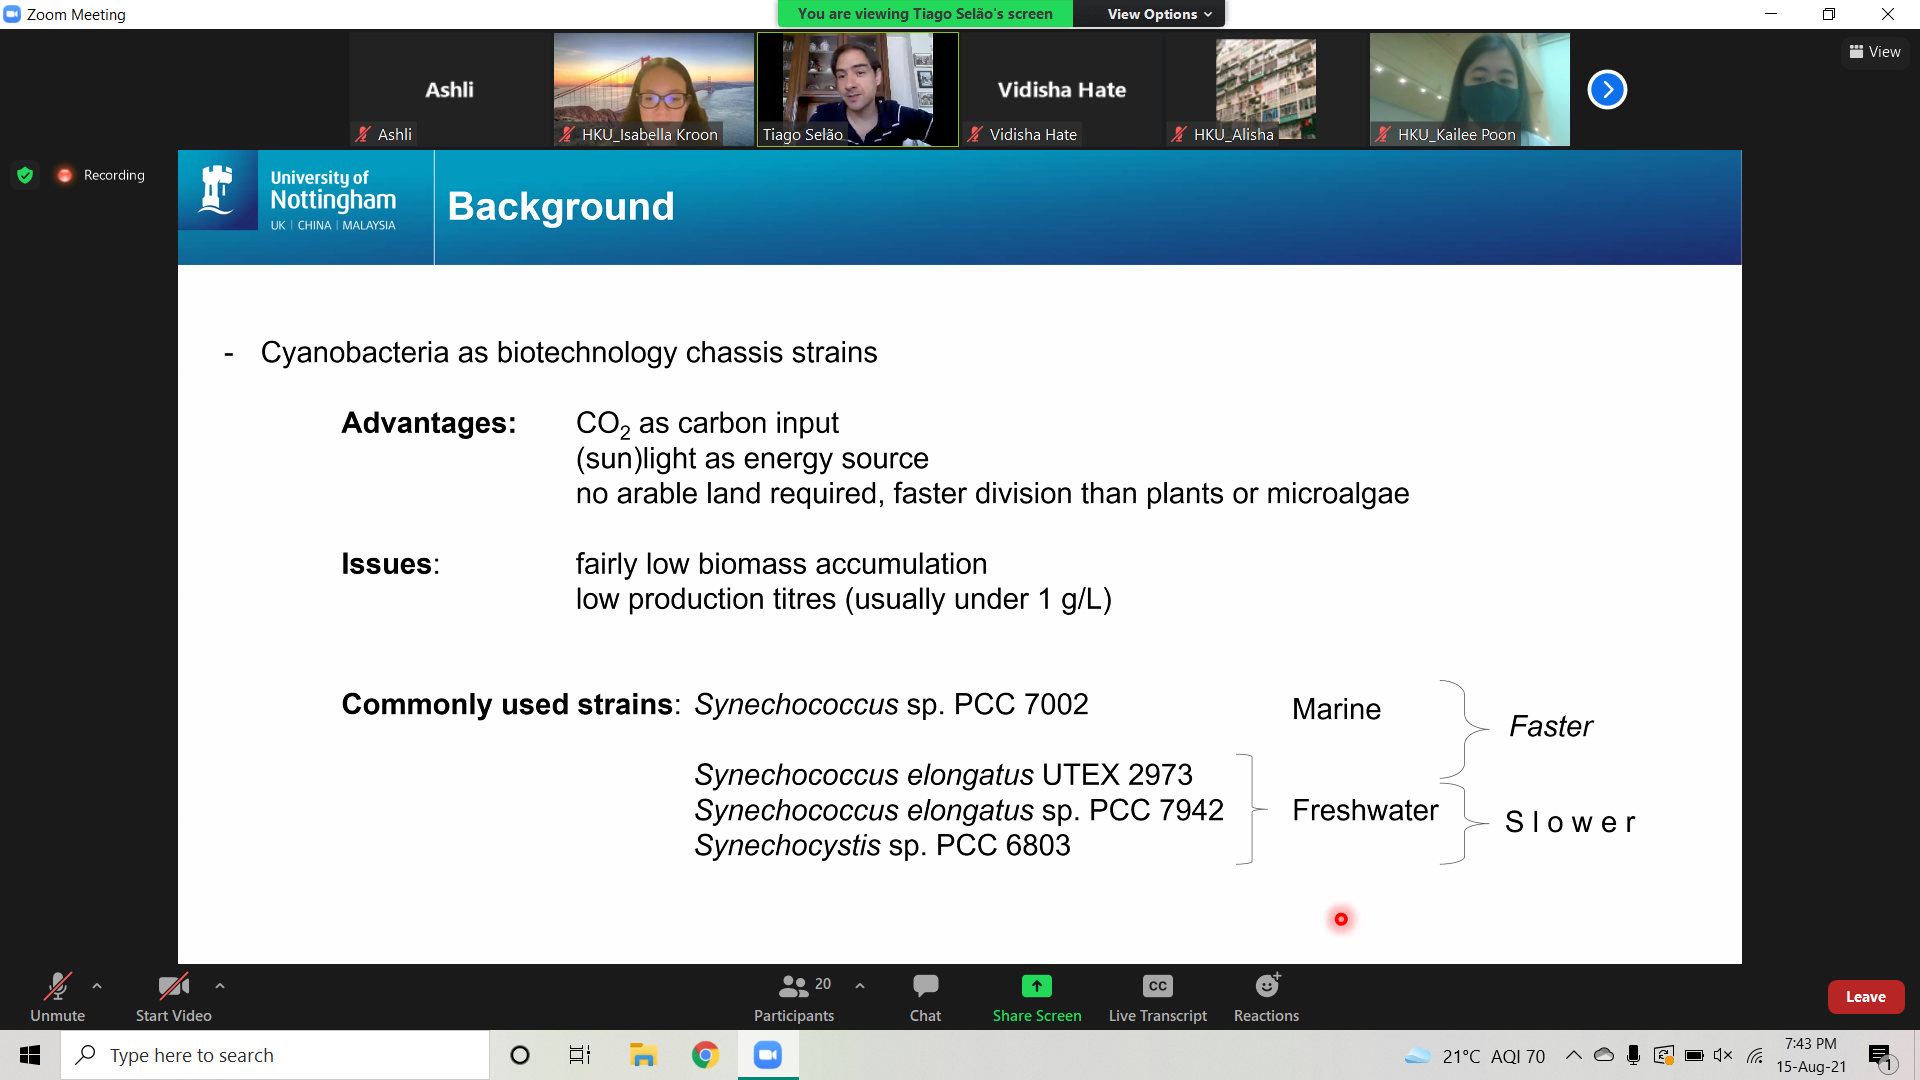 Zoom Meeting
You are viewing Tiago Selão's screen
View Options
View
Ashli
Ashli
HKU_Isabella Kroon
Tiago Selão
Vidisha Hate
Vidisha Hate
HKU_Alisha
HKU_Kailee Poon
Recording
University of
Nottingham
UK | CHINA | MALAYSIA
Background
- Cyanobacteria as biotechnology chassis strains
Advantages: CO₂ as carbon input
(sun)light as energy source
no arable land required, faster division than plants or microalgae
Issues: fairly low biomass accumulation
low production titres (usually under 1 g/L)
Commonly used strains: Synechococcus sp. PCC 7002 Marine
Faster
Synechococcus elongatus UTEX 2973
Synechococcus elongatus sp. PCC 7942 Freshwater
S l o w e r
Synechocystis sp. PCC 6803
Unmute
Start Video
Participants
20
Chat
Share Screen
CC
Live Transcript
Reactions
Leave
Type here to search
21°C AQI 70
7:43 PM
15-Aug-21
1